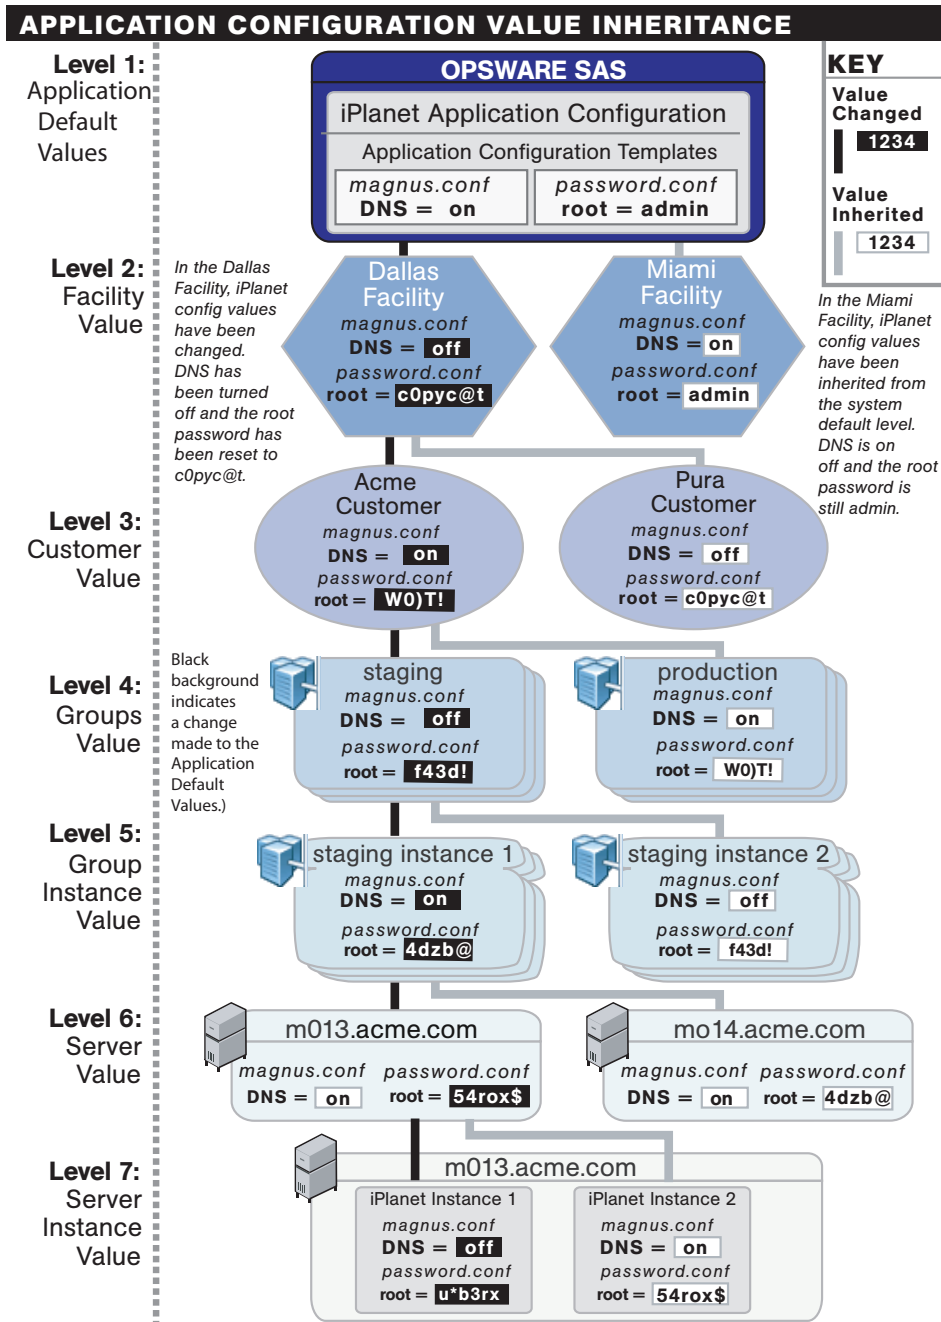 APPLICATION CONFIGURATION VALUE INHERITANCE
Level 1:
Application
Default
Values
OPSWARE SAS
iPlanet Application Configuration
Application Configuration Templates
magnus.conf
DNS = on
password.conf
root = admin
KEY
Value
Changed
1234
Value
Inherited
1234
Level 2:
Facility
Value
In the Dallas
Facility, iPlanet
config values
have been
changed.
DNS has
been turned
off and the root
password has
been reset to
c0pyc@t.
Dallas
Facility
magnus.conf
DNS = off
password.conf
root = c0pyc@t
Miami
Facility
magnus.conf
DNS = on
password.conf
root = admin
In the Miami
Facility, iPlanet
config values
have been
inherited from
the system
default level.
DNS is on
off and the root
password is
still admin.
Level 3:
Customer
Value
Acme
Customer
magnus.conf
DNS = on
password.conf
root = W0)T!
Pura
Customer
magnus.conf
DNS = off
password.conf
root = c0pyc@t
Level 4:
Groups
Value
Black
background
indicates
a change
made to the
Application
Default
Values.)
staging
magnus.conf
DNS = off
password.conf
root = f43d!
production
magnus.conf
DNS = on
password.conf
root = W0)T!
Level 5:
Group
Instance
Value
staging instance 1
magnus.conf
DNS = on
password.conf
root = 4dzb@
staging instance 2
magnus.conf
DNS = off
password.conf
root = f43d!
Level 6:
Server
Value
m013.acme.com
magnus.conf password.conf
DNS = on root = 54rox$
mo14.acme.com
magnus.conf password.conf
DNS = on root = 4dzb@
Level 7:
Server
Instance
Value
m013.acme.com
iPlanet Instance 1
magnus.conf
DNS = off
password.conf
root = u*b3rx
iPlanet Instance 2
magnus.conf
DNS = on
password.conf
root = 54rox$